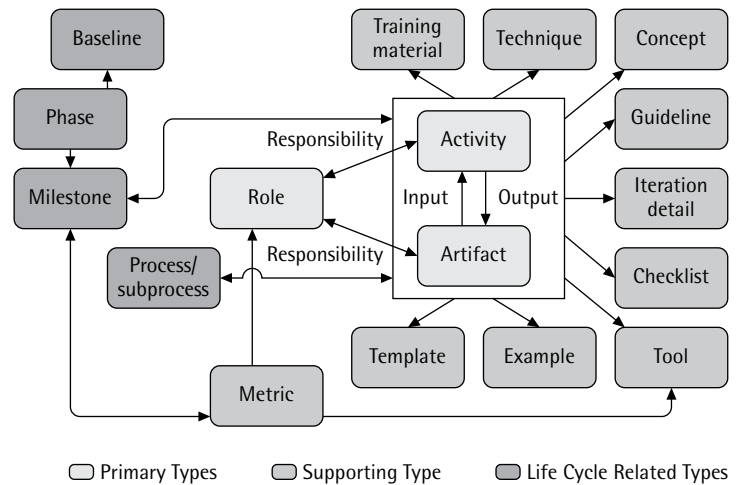 Baseline
Training
material
Technique
Concept
Phase
Responsibility
Activity
Guideline
Milestone
Role
Input
Output
Iteration
detail
Responsibility
Artifact
Process/
subprocess
Checklist
Template
Example
Tool
Metric
Primary Types
Supporting Type
Life Cycle Related Types